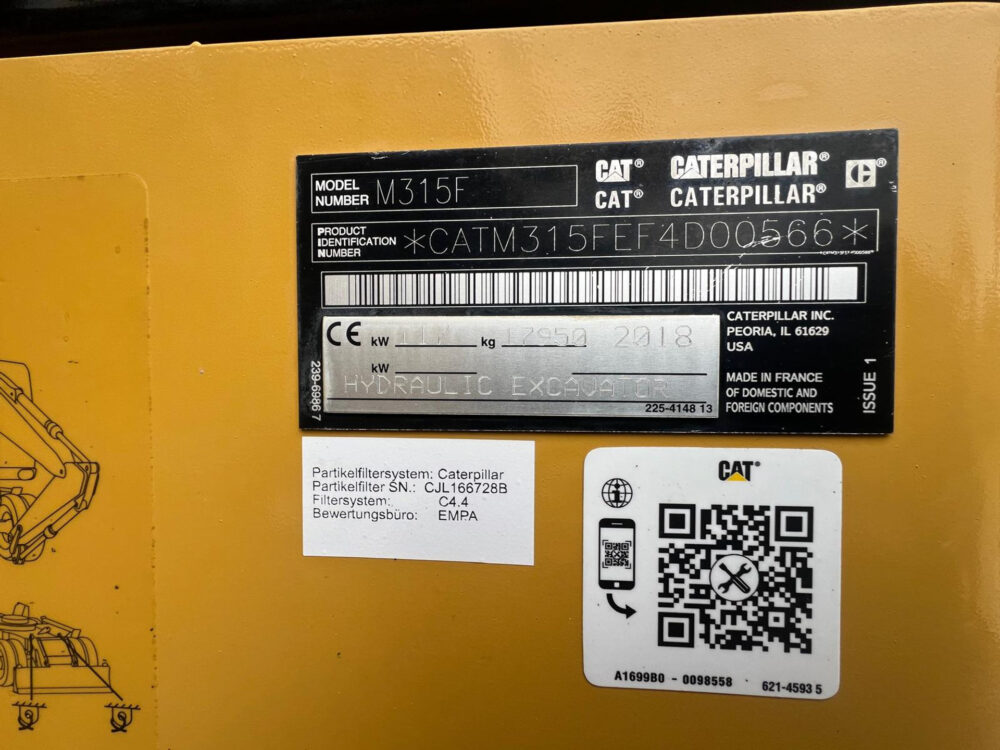 MODEL NUMBER M315F
CAT® CATERPILLAR®
CAT® CATERPILLAR®
PRODUCT IDENTIFICATION NUMBER *CATM315FEF4D00566*
CE kW 117 kg 17950 2018
kW
HYDRAULIC EXCAVATOR
225-4148 13
239-6986 7
CATERPILLAR INC.
PEORIA, IL 61629
USA
MADE IN FRANCE
OF DOMESTIC AND
FOREIGN COMPONENTS
ISSUE 1
Partikelfiltersystem: Caterpillar
Partikelfilter SN.: CJL166728B
Filtersystem: C4.4
Bewertungsbüro: EMPA
CAT®
A1699B0 - 0098558
621-4593 5